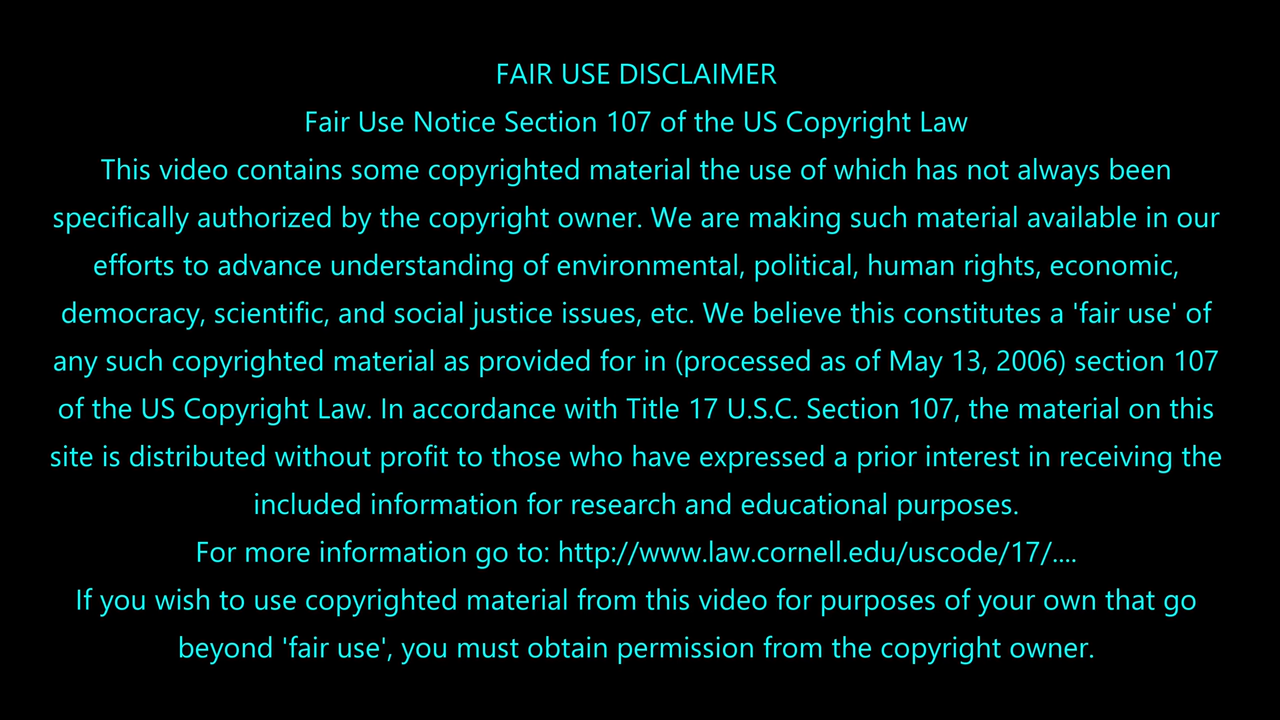 FAIR USE DISCLAIMER
Fair Use Notice Section 107 of the US Copyright Law
This video contains some copyrighted material the use of which has not always been
specifically authorized by the copyright owner. We are making such material available in our
efforts to advance understanding of environmental, political, human rights, economic,
democracy, scientific, and social justice issues, etc. We believe this constitutes a 'fair use' of
any such copyrighted material as provided for in (processed as of May 13, 2006) section 107
of the US Copyright Law. In accordance with Title 17 U.S.C. Section 107, the material on this
site is distributed without profit to those who have expressed a prior interest in receiving the
included information for research and educational purposes.
For more information go to: http://www.law.cornell.edu/uscode/17/....
If you wish to use copyrighted material from this video for purposes of your own that go
beyond 'fair use', you must obtain permission from the copyright owner.